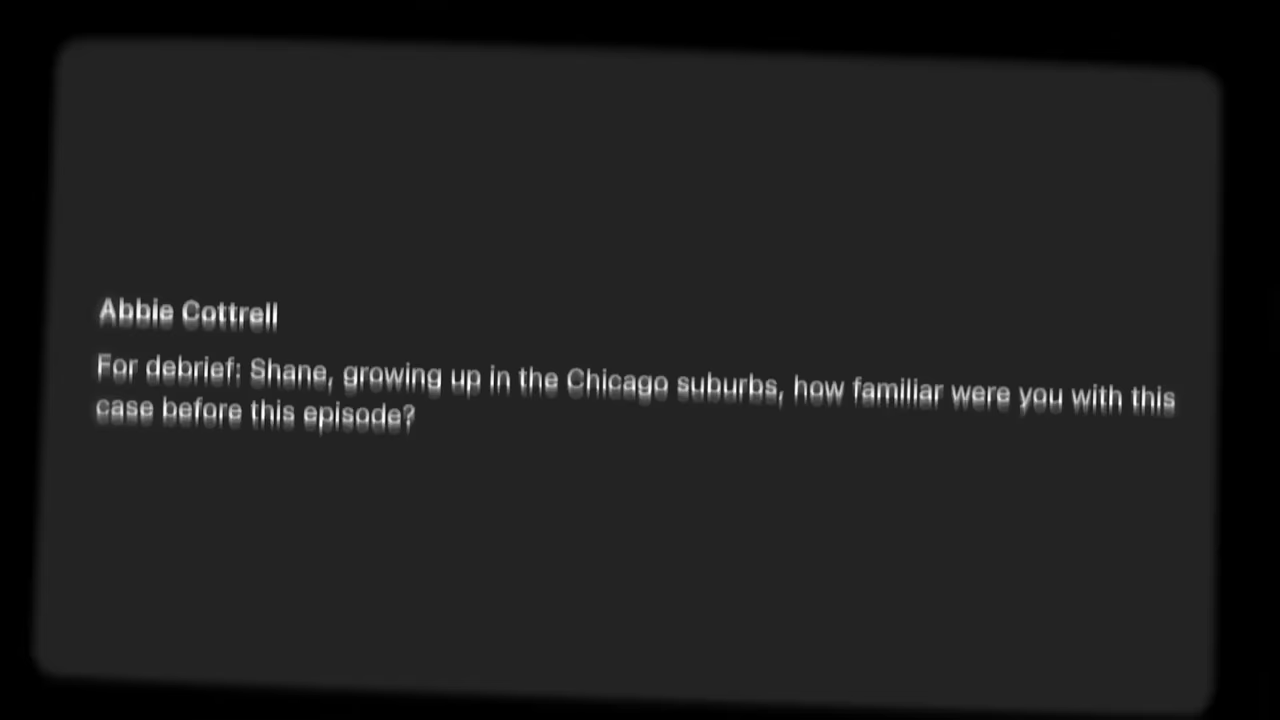 Abbie Cottrell
For debrief: Shane, growing up in the Chicago suburbs, how familiar were you with this
case before this episode?